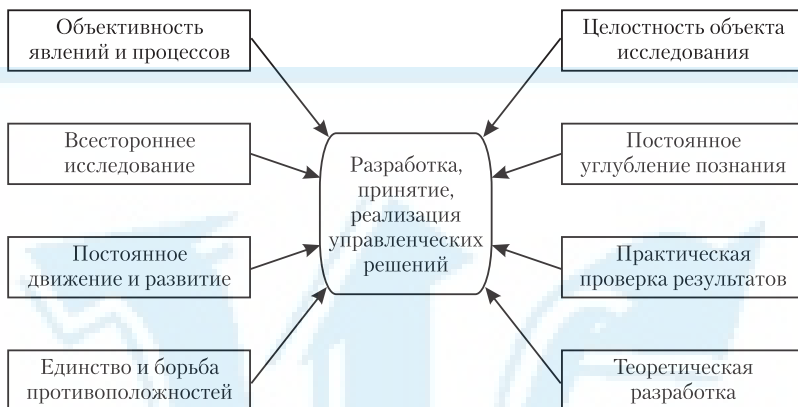 Объективность
явлений и процессов
Целостность объекта
исследования
Всестороннее
исследование
Постоянное
углубление познания
Разработка,
принятие,
реализация
управленческих
решений
Постоянное
движение и развитие
Практическая
проверка результатов
Единство и борьба
противоположностей
Теоретическая
разработка